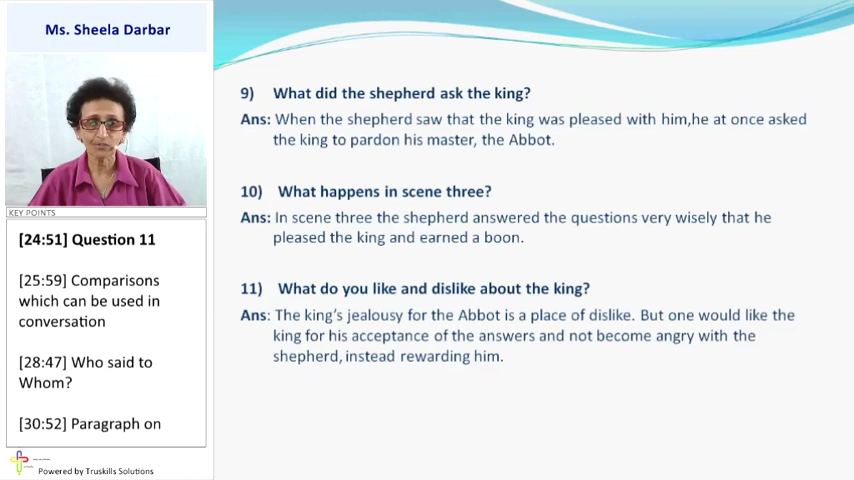 Ms. Sheela Darbar
KEY POINTS
[24:51] Question 11
[25:59] Comparisons
which can be used in
conversation
[28:47] Who said to
Whom?
[30:52] Paragraph on
Powered by Truskills Solutions
9) What did the shepherd ask the king?
Ans: When the shepherd saw that the king was pleased with him,he at once asked
the king to pardon his master, the Abbot.
10) What happens in scene three?
Ans: In scene three the shepherd answered the questions very wisely that he
pleased the king and earned a boon.
11) What do you like and dislike about the king?
Ans: The king's jealousy for the Abbot is a place of dislike. But one would like the
king for his acceptance of the answers and not become angry with the
shepherd, instead rewarding him.